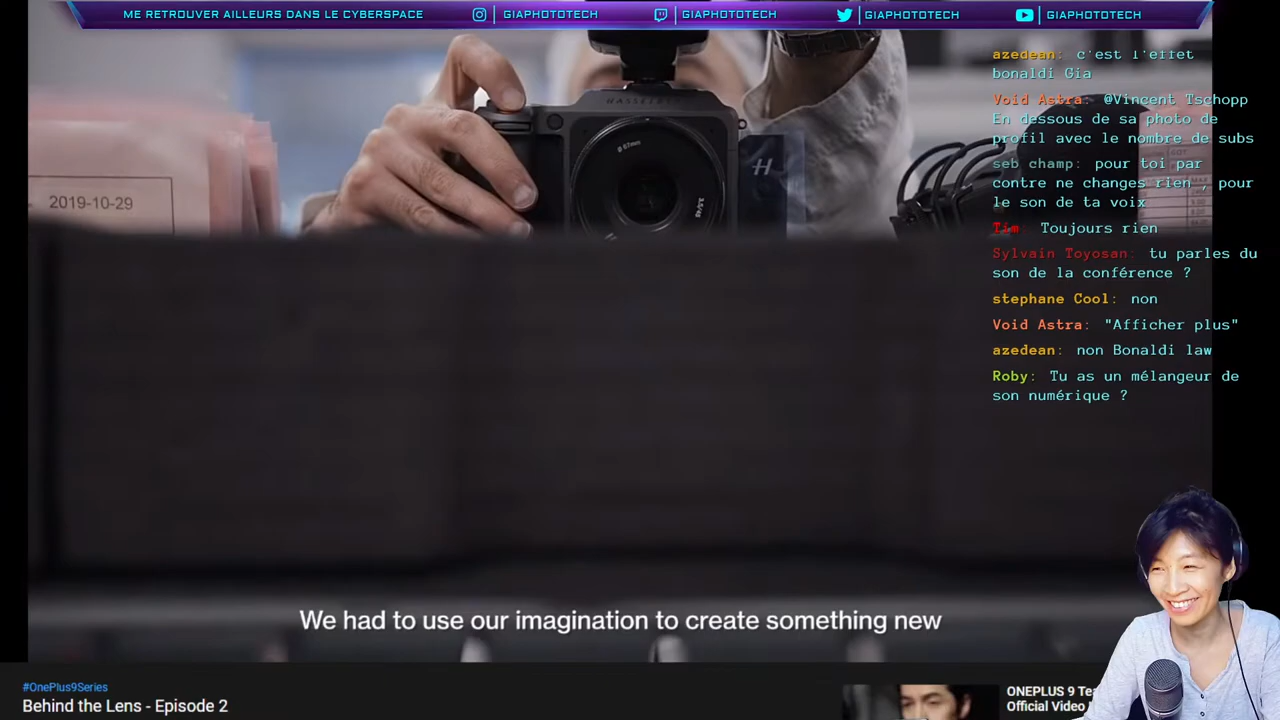 ME RETROUVER AILLEURS DANS LE CYBERSPACE
GIAPHOTOTECH
GIAPHOTOTECH
GIAPHOTOTECH
GIAPHOTOTECH
azedean: c'est l'effet
bonaldi Gia
Void Astra: @Vincent Tschopp
En dessous de sa photo de
profil avec le nombre de subs
seb champ: pour toi par
contre ne changes rien , pour
le son de ta voix
Tim: Toujours rien
Sylvain Toyosan: tu parles du
son de la conférence ?
stephane Cool: non
Void Astra: "Afficher plus"
azedean: non Bonaldi law
Roby: Tu as un mélangeur de
son numérique ?
HASSELBLAD
ø 67mm
H
3.5/45
2019-10-29
We had to use our imagination to create something new
#OnePlus9Series
Behind the Lens - Episode 2
ONEPLUS 9
Official Video